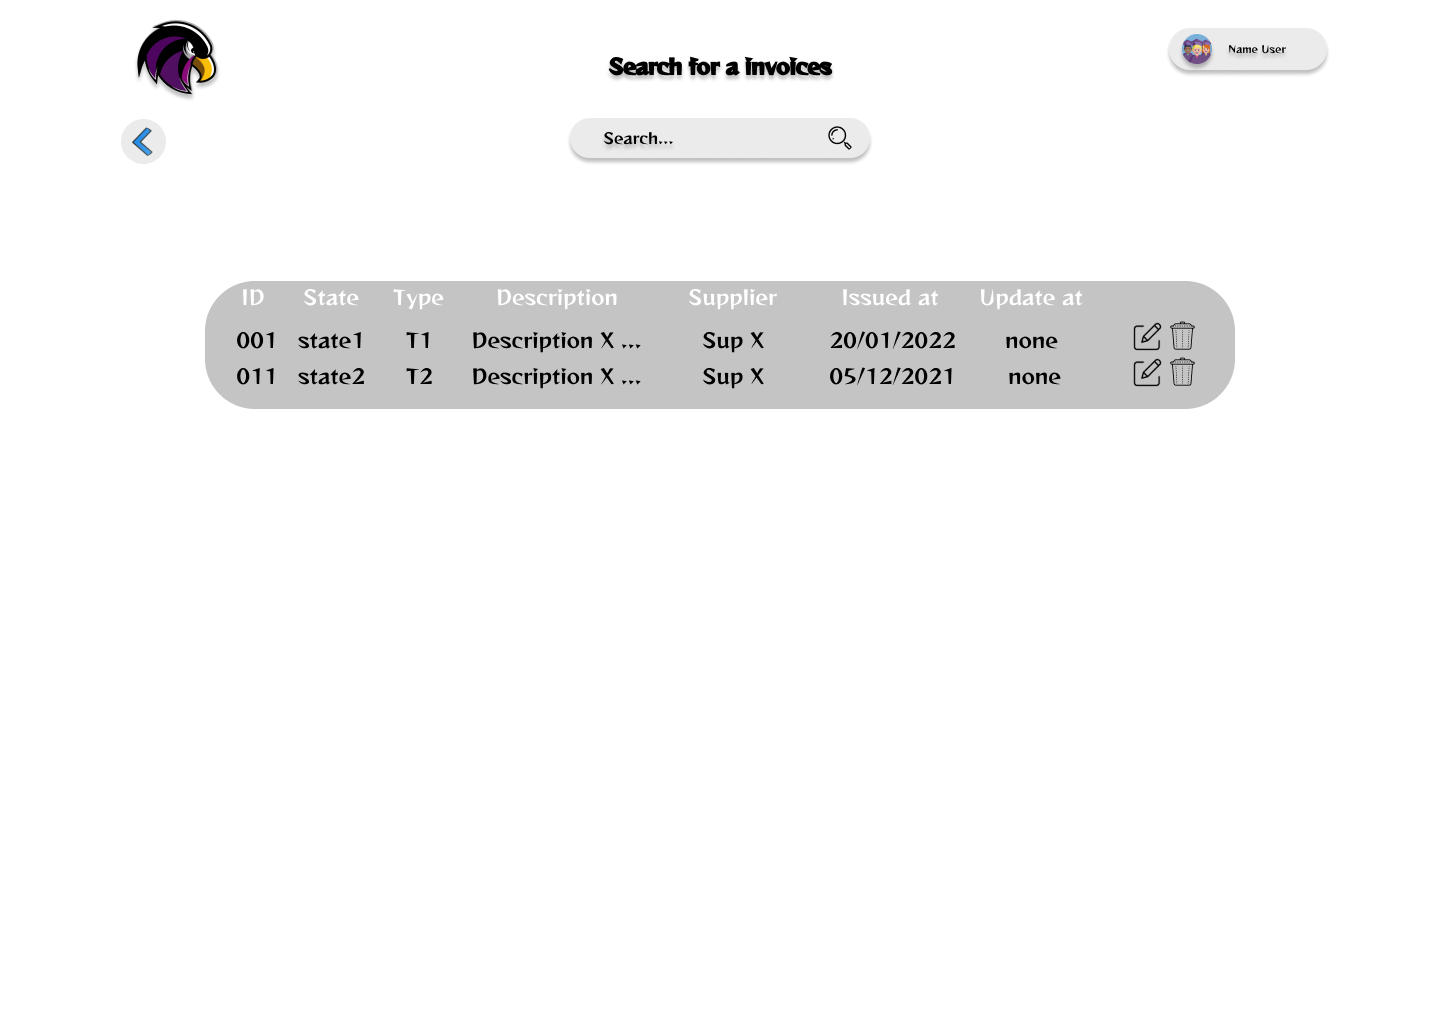 Name User
Search for a invoices
Search...
ID State Type Description Supplier Issued at Update at
001 state1 T1 Description X ... Sup X 20/01/2022 none
011 state2 T2 Description X ... Sup X 05/12/2021 none